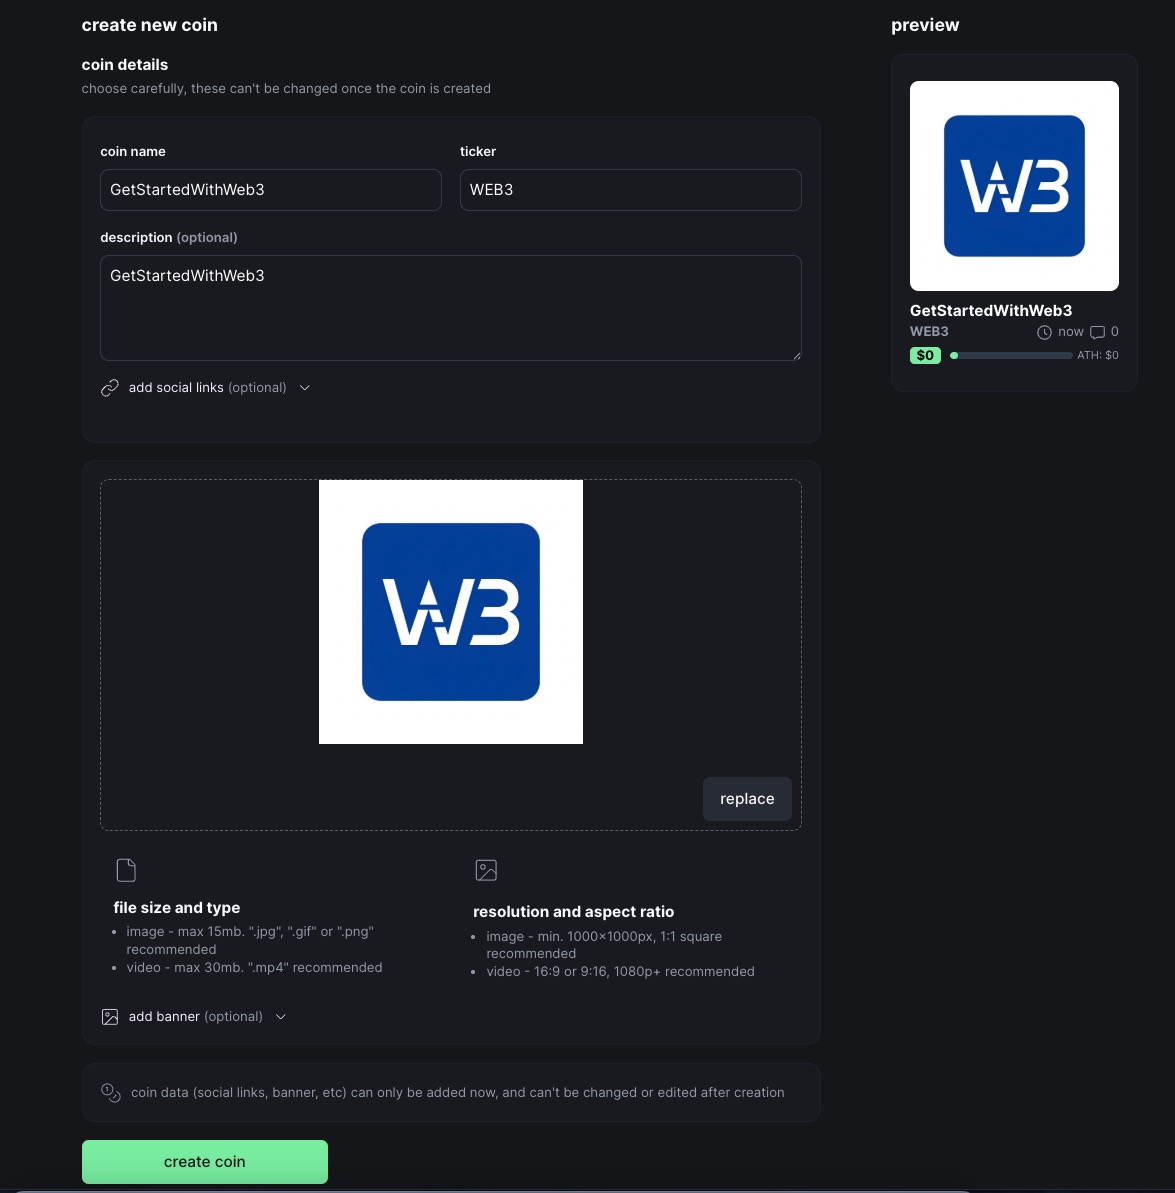 create new coin
coin details
choose carefully, these can't be changed once the coin is created
coin name
ticker
GetStartedWithWeb3
WEB3
description (optional)
GetStartedWithWeb3
add social links (optional)
W3
replace
file size and type
image - max 15mb. ".jpg", ".gif" or ".png"
recommended
video - max 30mb. ".mp4" recommended
resolution and aspect ratio
image - min. 1000x1000px, 1:1 square
recommended
video - 16:9 or 9:16, 1080p+ recommended
add banner (optional)
coin data (social links, banner, etc) can only be added now, and can't be changed or edited after creation
create coin
preview
W3
GetStartedWithWeb3
WEB3
now 0
$0
ATH: $0